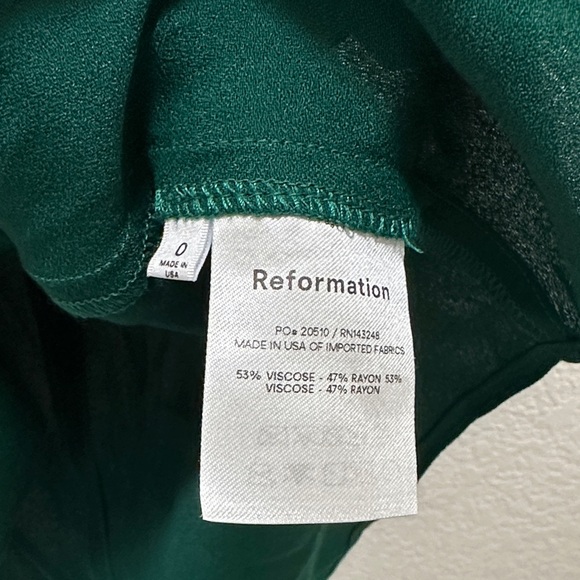 0
MADE IN
USA
Reformation
PO# 20510 / RN143248
MADE IN USA OF IMPORTED FABRICS
53% VISCOSE - 47% RAYON 53%
VISCOSE - 47% RAYON